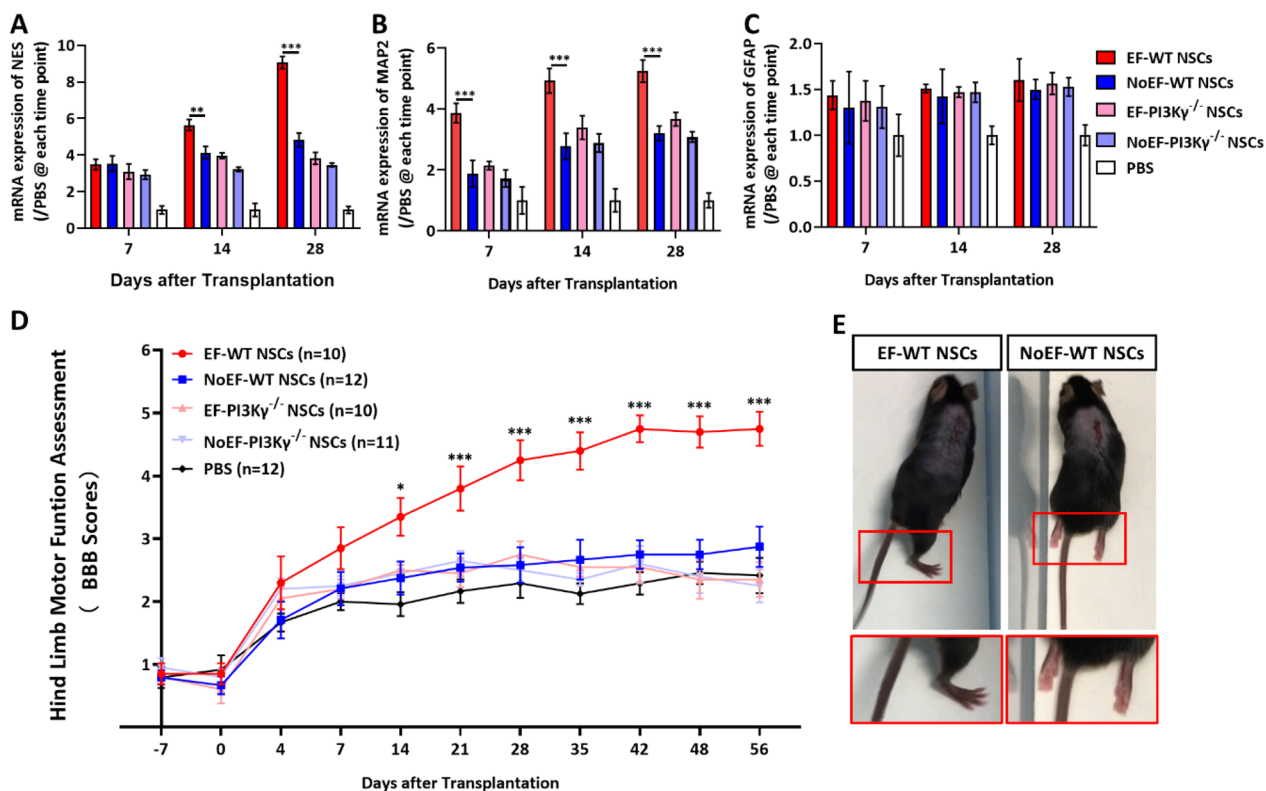 A
mRNA expression of NES
(/PBS @ each time point)
10
8
6
4
2
0
**
***
7 14 28
Days after Transplantation
B
mRNA expression of MAP2
(/PBS @ each time point)
6
4
2
0
***
***
***
7 14 28
Days after Transplantation
C
mRNA expression of GFAP
(/PBS @ each time point)
2.0
1.5
1.0
0.5
0.0
7 14 28
Days after Transplantation
EF-WT NSCs
NoEF-WT NSCs
EF-PI3Kγ⁻/⁻ NSCs
NoEF-PI3Kγ⁻/⁻ NSCs
PBS
D
Hind Limb Motor Funtion Assessment
( BBB Scores)
6
5
4
3
2
1
EF-WT NSCs (n=10)
NoEF-WT NSCs (n=12)
EF-PI3Kγ⁻/⁻ NSCs (n=10)
NoEF-PI3Kγ⁻/⁻ NSCs (n=11)
PBS (n=12)
* *** *** *** *** *** ***
-7 0 4 7 14 21 28 35 42 48 56
Days after Transplantation
E
EF-WT NSCs
NoEF-WT NSCs